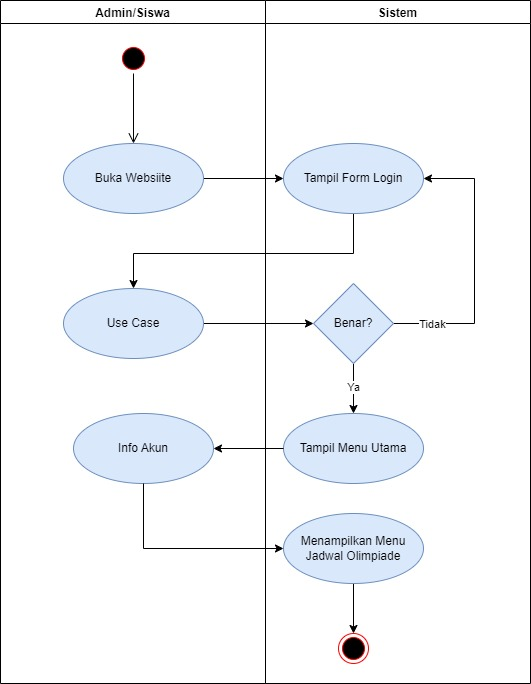 Admin/Siswa
Sistem
Buka Websiite
Tampil Form Login
Use Case
Benar?
Tidak
Ya
Info Akun
Tampil Menu Utama
Menampilkan Menu
Jadwal Olimpiade